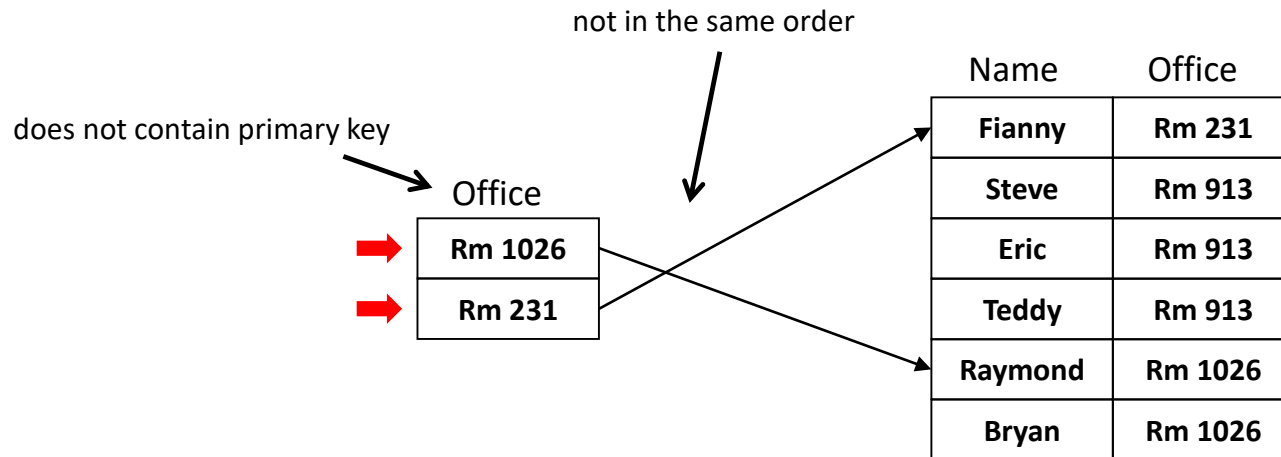 not in the same order
does not contain primary key
Office
Rm 1026
Rm 231
Name Office
Fianny Rm 231
Steve Rm 913
Eric Rm 913
Teddy Rm 913
Raymond Rm 1026
Bryan Rm 1026